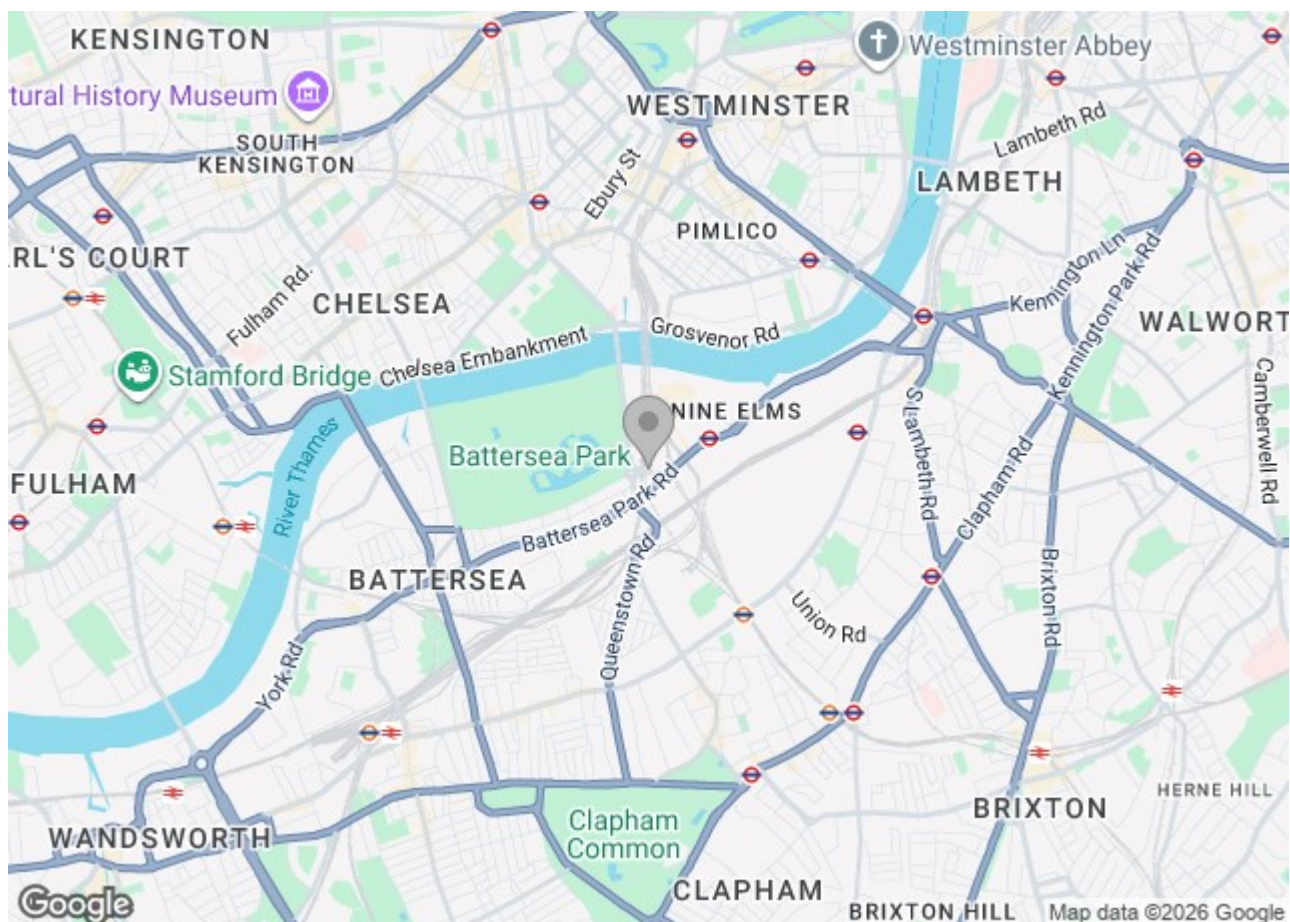 KENSINGTON
Westminster Abbey
tural History Museum
WESTMINSTER
Lambeth Rd
SOUTH
KENSINGTON
Ebury St
LAMBETH
PIMLICO
RL'S COURT
Kennington Ln
Kennington Park Rd
Fulham Rd.
CHELSEA
WALWORT
Grosvenor Rd
Chelsea Embankment
Stamford Bridge
Camberwell Rd
NINE ELMS
S Lambeth Rd
Battersea Park
Clapham Rd
FULHAM
River Thames
Battersea Park Rd
BATTERSEA
Queenstown Rd
Brixton Rd
Union Rd
York Rd
HERNE HILL
BRIXTON
WANDSWORTH
Clapham
Common
CLAPHAM
BRIXTON HILL
Google
Map data ©2026 Google